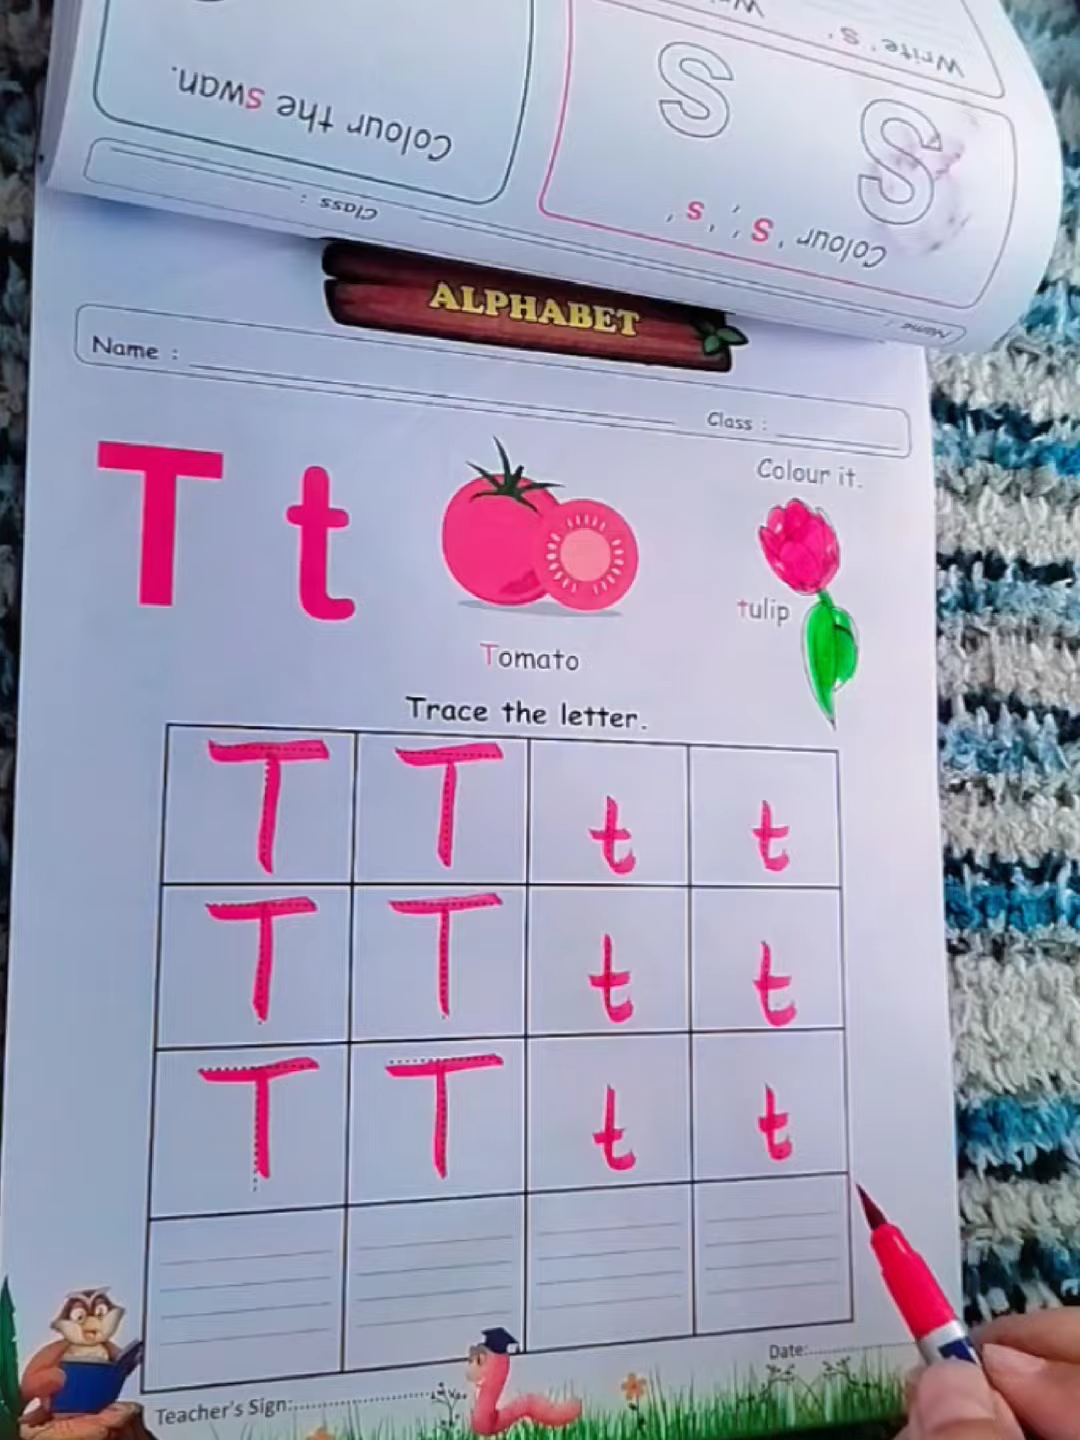 Write 's'
Wr
Colour the swan.
S S
Colour 's', 's',
Class :
Name :
ALPHABET
Name :
Class :
T t
Colour it.
tulip
Tomato
Trace the letter.
T T t t
T T t t
T T t t
Date:
Teacher's Sign: